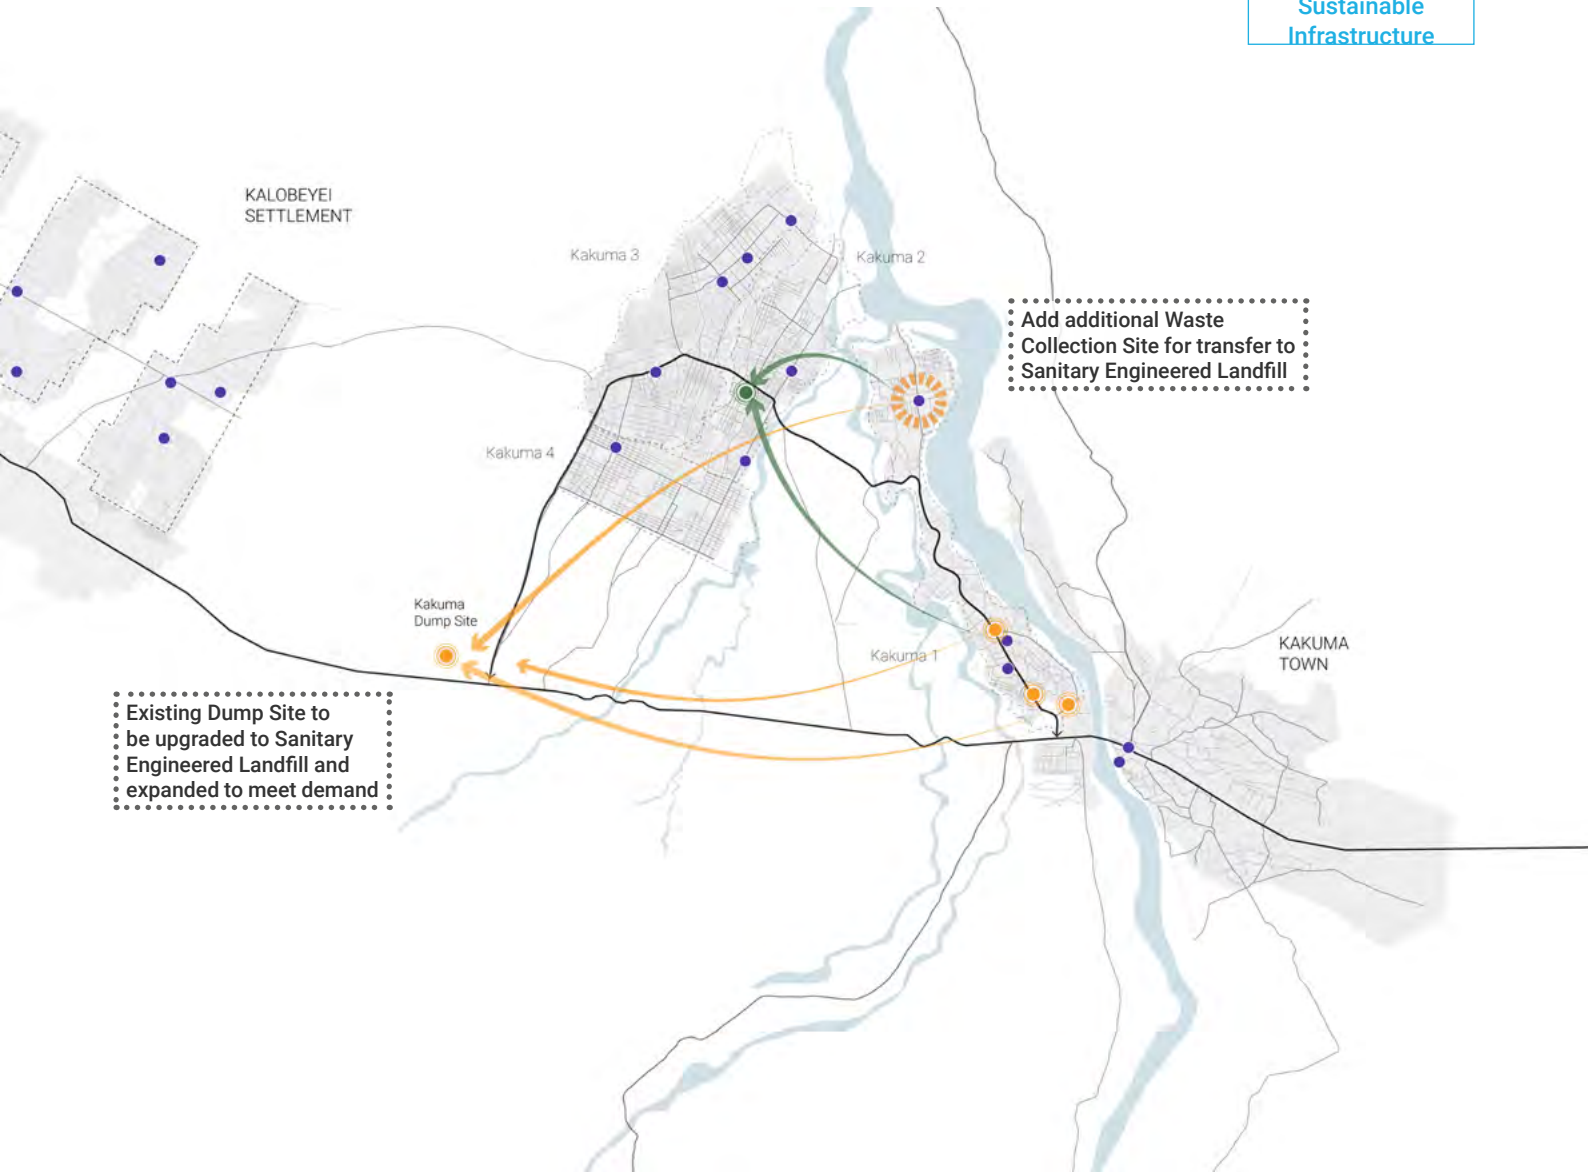 Sustainable
Infrastructure
KALOBEYEI
SETTLEMENT
Kakuma 3
Kakuma 2
Add additional Waste
Collection Site for transfer to
Sanitary Engineered Landfill
Kakuma 4
Kakuma
Dump Site
Kakuma 1
KAKUMA
TOWN
Existing Dump Site to
be upgraded to Sanitary
Engineered Landfill and
expanded to meet demand